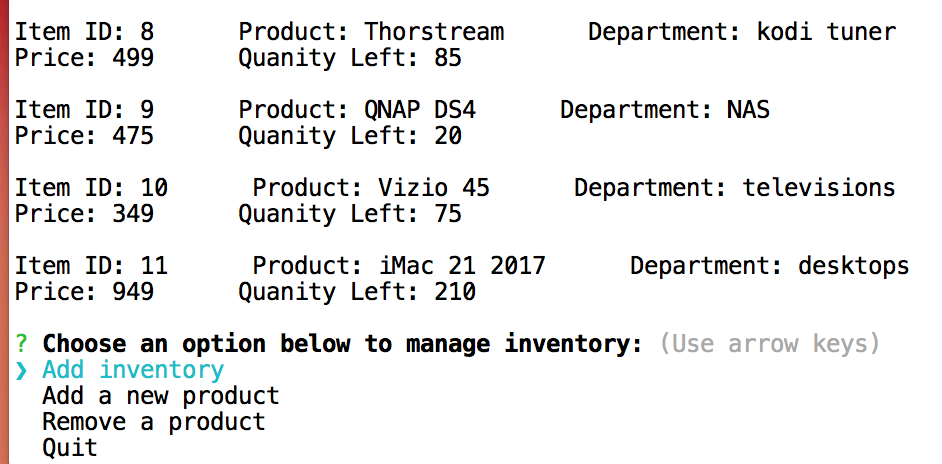 Item ID: 8      Product: Thorstream      Department: kodi tuner
Price: 499      Quanity Left: 85
Item ID: 9      Product: QNAP DS4      Department: NAS
Price: 475      Quanity Left: 20
Item ID: 10      Product: Vizio 45      Department: televisions
Price: 349      Quanity Left: 75
Item ID: 11      Product: iMac 21 2017      Department: desktops
Price: 949      Quanity Left: 210
? Choose an option below to manage inventory: (Use arrow keys)
❯ Add inventory
Add a new product
Remove a product
Quit